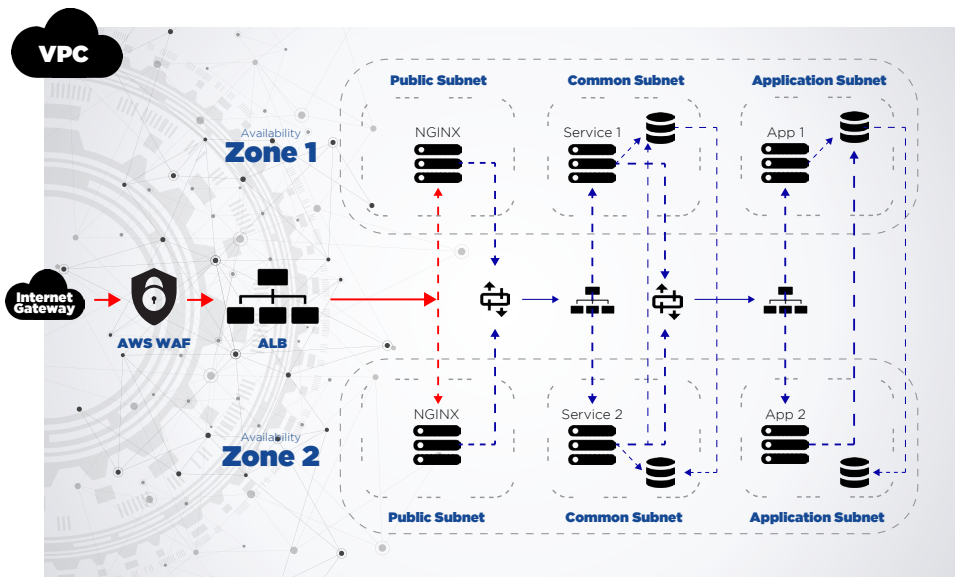 VPC
Public Subnet
Common Subnet
Application Subnet
Availability
Zone 1
NGINX
Service 1
App 1
Internet
Gateway
AWS WAF
ALB
NGINX
Service 2
App 2
Availability
Zone 2
Public Subnet
Common Subnet
Application Subnet